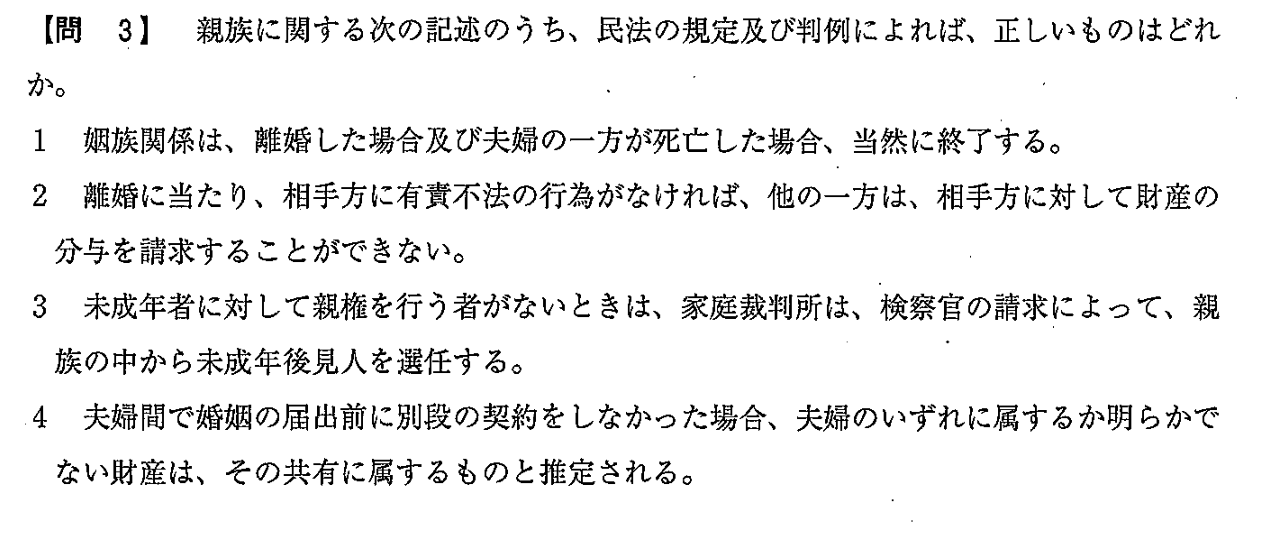 【問　3】　親族に関する次の記述のうち、民法の規定及び判例によれば、正しいものはどれ
か。
1　姻族関係は、離婚した場合及び夫婦の一方が死亡した場合、当然に終了する。
2　離婚に当たり、相手方に有責不法の行為がなければ、他の一方は、相手方に対して財産の
分与を請求することができない。
3　未成年者に対して親権を行う者がないときは、家庭裁判所は、検察官の請求によって、親
族の中から未成年後見人を選任する。
4　夫婦間で婚姻の届出前に別段の契約をしなかった場合、夫婦のいずれに属するか明らかで
ない財産は、その共有に属するものと推定される。